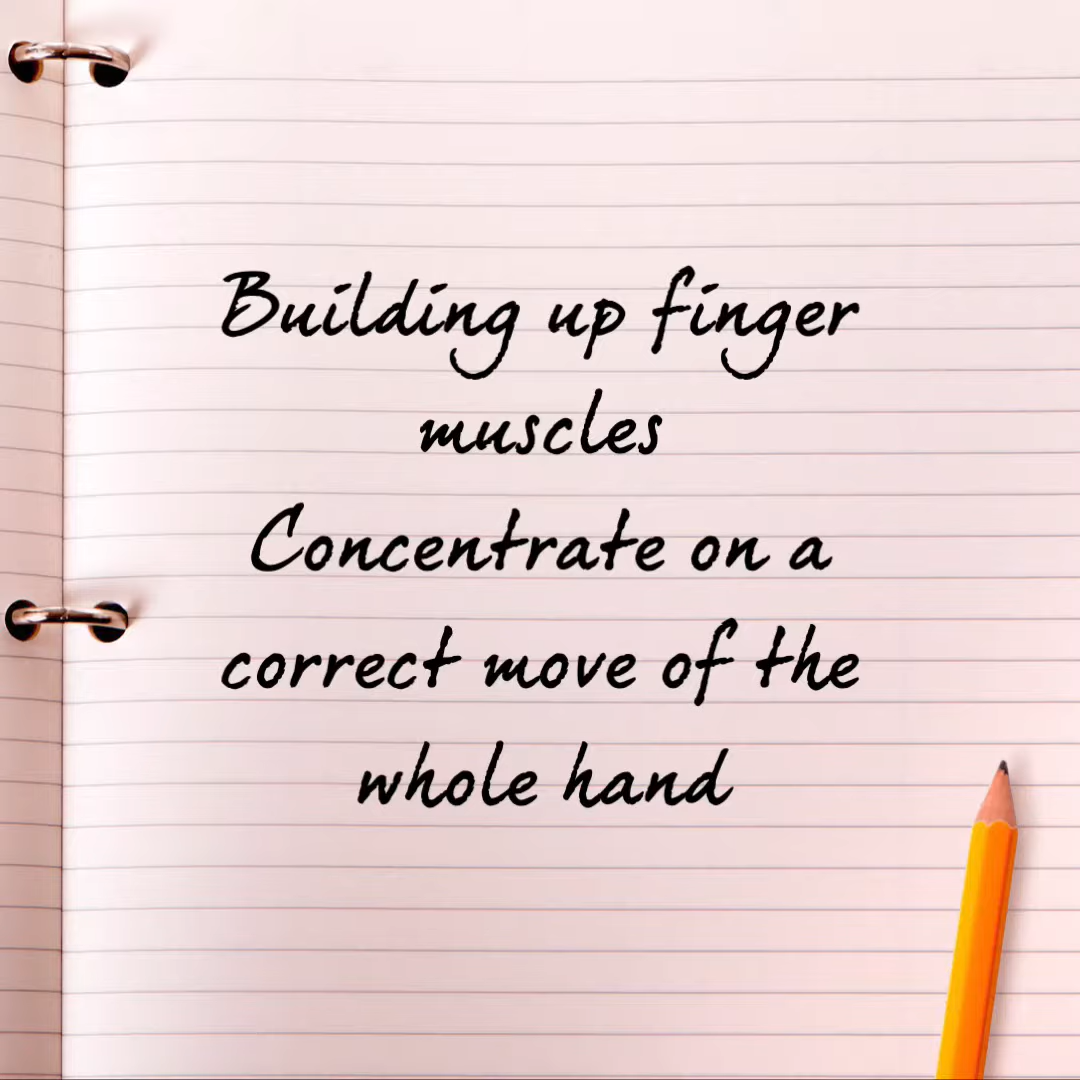 Building up finger
muscles
Concentrate on a
correct move of the
whole hand